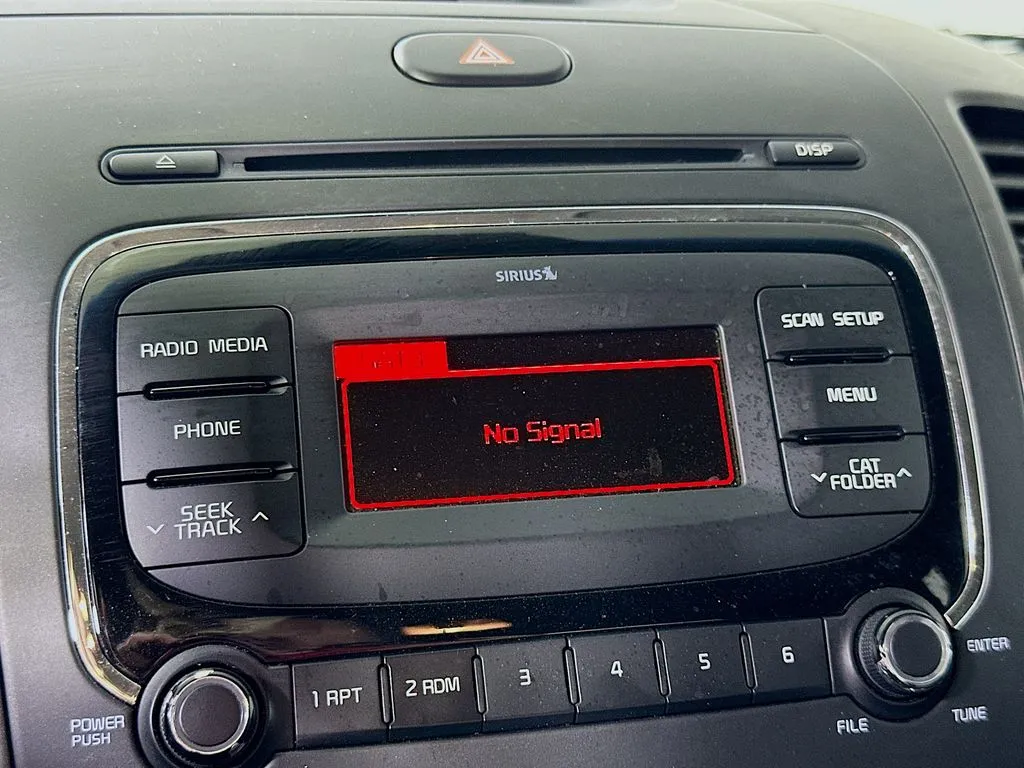 DISP
SIRIUS
RADIO MEDIA
SCAN SETUP
PHONE
MENU
No Signal
SEEK
TRACK
CAT
FOLDER
1 RPT
2 RDM
3
4
5
6
POWER
PUSH
ENTER
FILE
TUNE